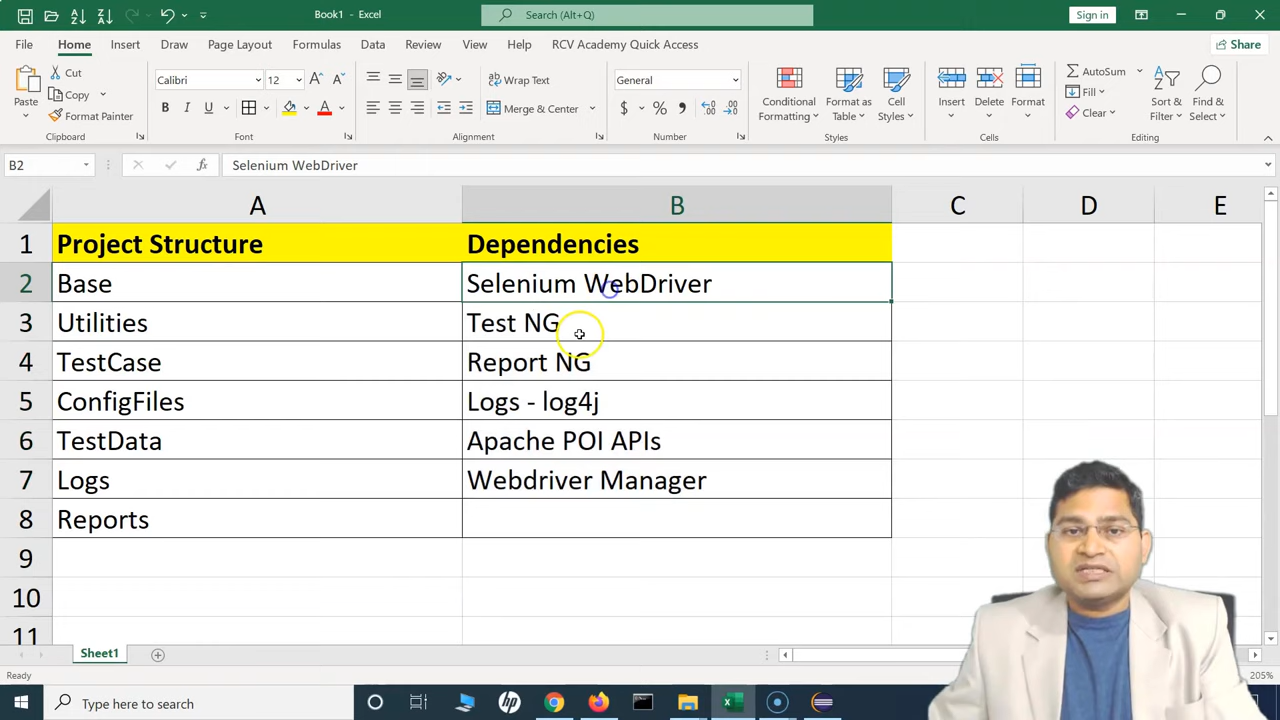 Book1 - Excel
Search (Alt+Q)
Sign in
File Home Insert Draw Page Layout Formulas Data Review View Help RCV Academy Quick Access Share
Paste
Cut
Copy
Format Painter
Clipboard
Calibri 12
B I U
Font
Wrap Text
Merge & Center
Alignment
General
$ % 
Number
Conditional Formatting
Format as Table
Cell Styles
Styles
Insert
Delete
Format
Cells
AutoSum
Fill
Clear
Sort & Filter
Find & Select
Editing
B2 fx Selenium WebDriver
A B C D E
1 Project Structure Dependencies
2 Base Selenium WebDriver
3 Utilities Test NG
4 TestCase Report NG
5 ConfigFiles Logs - log4j
6 TestData Apache POI APIs
7 Logs Webdriver Manager
8 Reports
9
10
11
Sheet1
Ready 205%
Type here to search